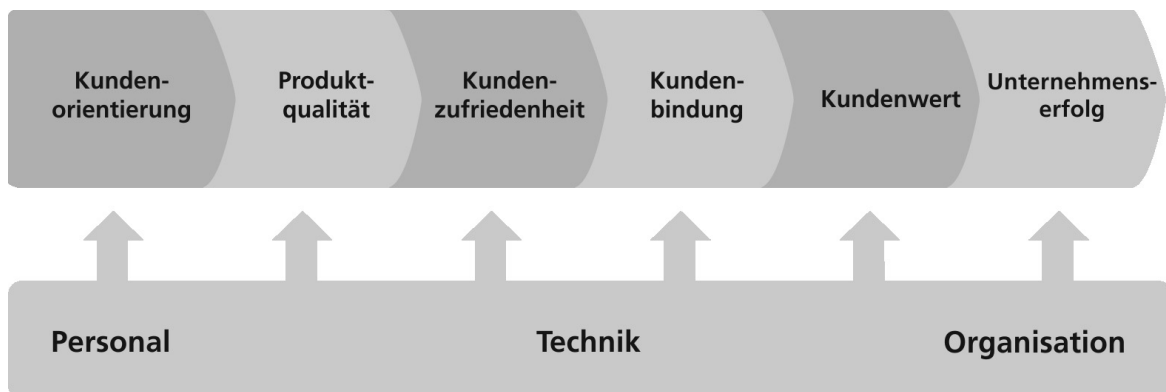 Kunden-
orientierung
Produkt-
qualität
Kunden-
zufriedenheit
Kunden-
bindung
Kundenwert
Unternehmens-
erfolg
Personal
Technik
Organisation